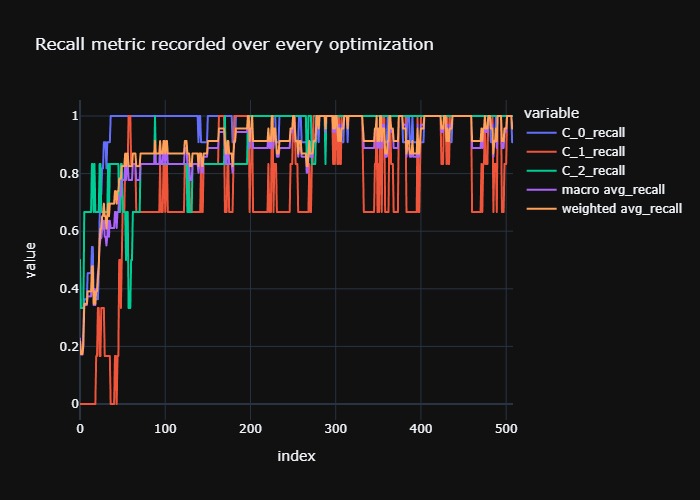 Recall metric recorded over every optimization
variable
C_0_recall
C_1_recall
C_2_recall
macro avg_recall
weighted avg_recall
value
1
0.8
0.6
0.4
0.2
0
0 100 200 300 400 500
index